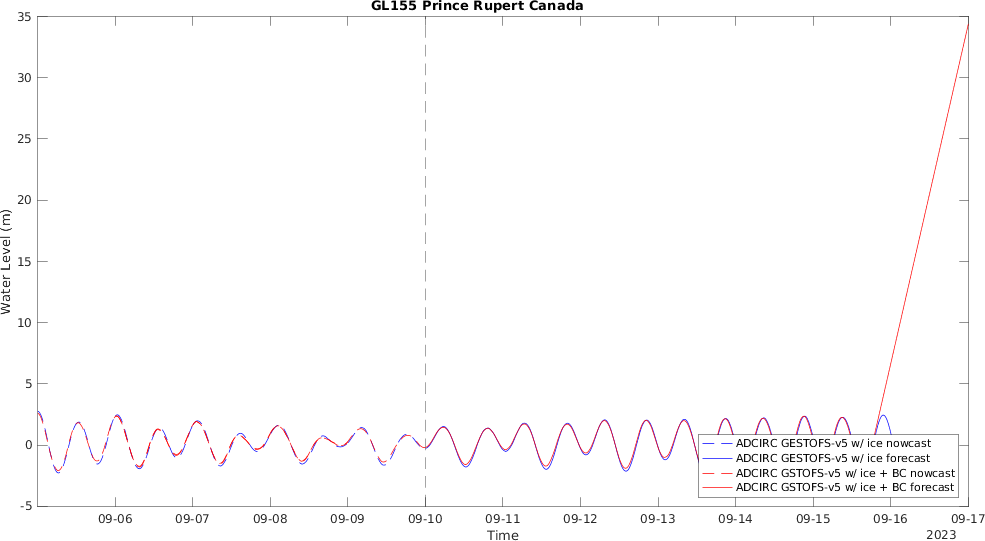 GL155 Prince Rupert Canada
35
30
25
20
15
10
5
0
-5
Water Level (m)
ADCIRC GESTOFS-v5 w/ ice nowcast
ADCIRC GESTOFS-v5 w/ ice forecast
ADCIRC GSTOFS-v5 w/ ice + BC nowcast
ADCIRC GSTOFS-v5 w/ ice + BC forecast
09-06 09-07 09-08 09-09 09-10 09-11 09-12 09-13 09-14 09-15 09-16 09-17
Time
2023